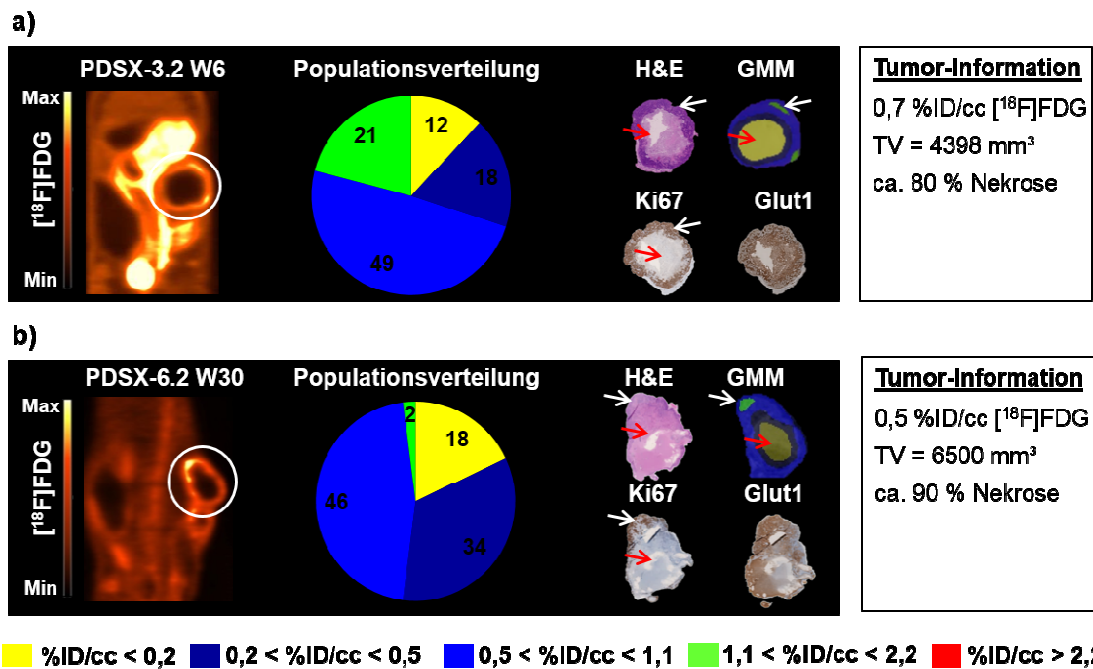 a)
PDSX-3.2 W6
Populationsverteilung
H&E
GMM
Max
[¹⁸F]FDG
Min
21
12
18
49
Ki67
Glut1
Tumor-Information
0,7 %ID/cc [¹⁸F]FDG
TV = 4398 mm³
ca. 80 % Nekrose
b)
PDSX-6.2 W30
Populationsverteilung
H&E
GMM
Max
[¹⁸F]FDG
Min
2
18
46
34
Ki67
Glut1
Tumor-Information
0,5 %ID/cc [¹⁸F]FDG
TV = 6500 mm³
ca. 90 % Nekrose
%ID/cc < 0,2
0,2 < %ID/cc < 0,5
0,5 < %ID/cc < 1,1
1,1 < %ID/cc < 2,2
%ID/cc > 2,